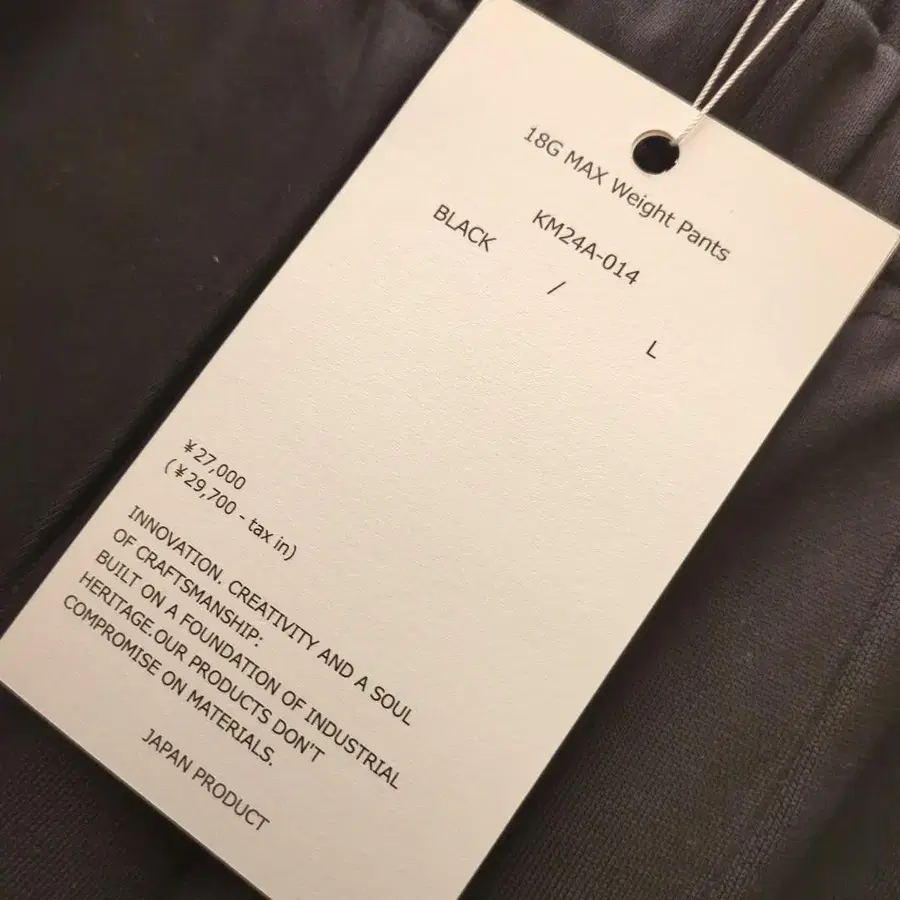 18G MAX Weight Pants
KM24A-014
BLACK / L
¥27,000
(¥29,700 - tax in)
INNOVATION. CREATIVITY AND A SOUL
OF CRAFTSMANSHIP:
BUILT ON A FOUNDATION OF INDUSTRIAL
HERITAGE.OUR PRODUCTS DON'T
COMPROMISE ON MATERIALS.
JAPAN PRODUCT